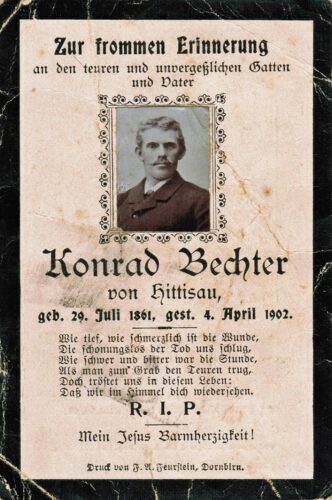 Zur frommen Erinnerung
an den teuren und unvergeßlichen Gatten
und Vater
Konrad Bechter
von Hittisau,
geb. 29. Juli 1861, gest. 4. April 1902.
Wie tief, wie schmerzlich ist die Wunde,
Die schonungslos der Tod uns schlug,
Wie schwer und bitter war die Stunde,
Als man zum Grab den Teuren trug,
Doch tröstet uns in diesem Leben:
Daß wir im Himmel dich wiedersehen.
R. I. P.
Mein Jesus Barmherzigkeit!
Druck von F. A. Feurstein, Dornbirn.